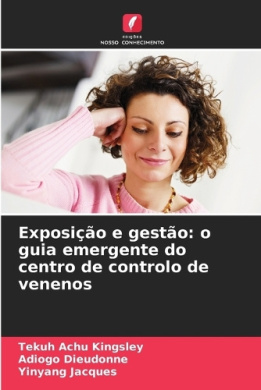 edições
NOSSO CONHECIMENTO
Exposição e gestão: o
guia emergente do
centro de controlo de
venenos
Tekuh Achu Kingsley
Adiogo Dieudonne
Yinyang Jacques